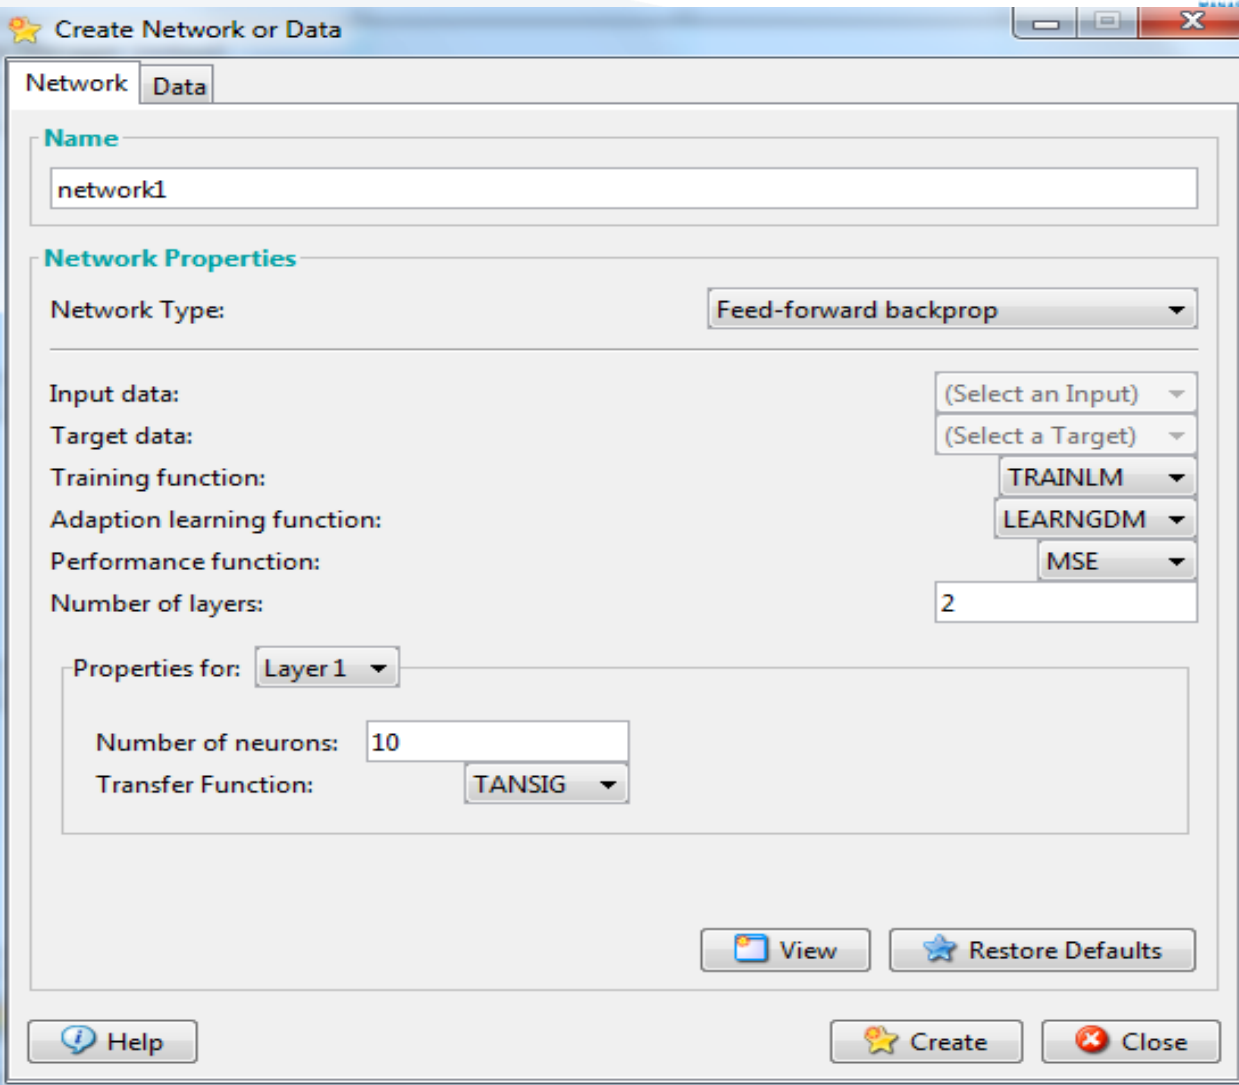 Create Network or Data
Network Data
Name
network1
Network Properties
Network Type: Feed-forward backprop
Input data: (Select an Input)
Target data: (Select a Target)
Training function: TRAINLM
Adaption learning function: LEARNGDM
Performance function: MSE
Number of layers: 2
Properties for: Layer 1
Number of neurons: 10
Transfer Function: TANSIG
View Restore Defaults
Help Create Close